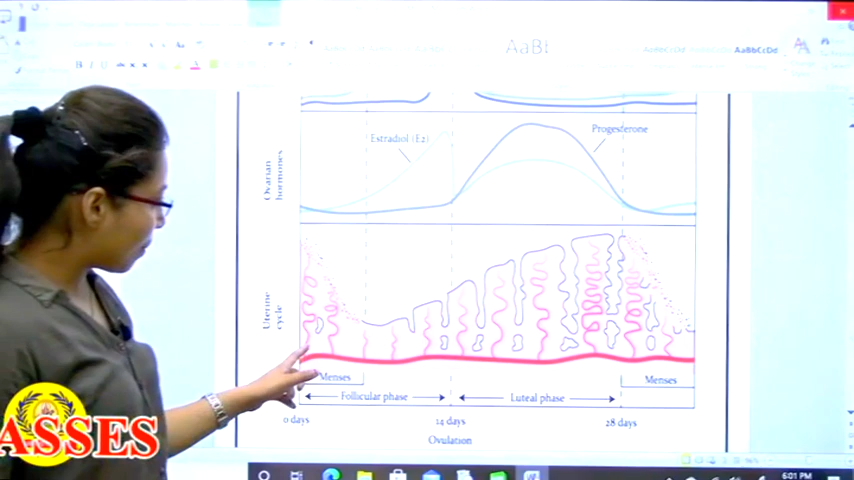 AaBl
AaBbCcDd
B I U
Estradiol (E2)
Progesterone
Ovarian
hormones
Uterine
cycle
Menses
Menses
Follicular phase
Luteal phase
0 days
14 days
28 days
Ovulation
ASSES
6:01 PM